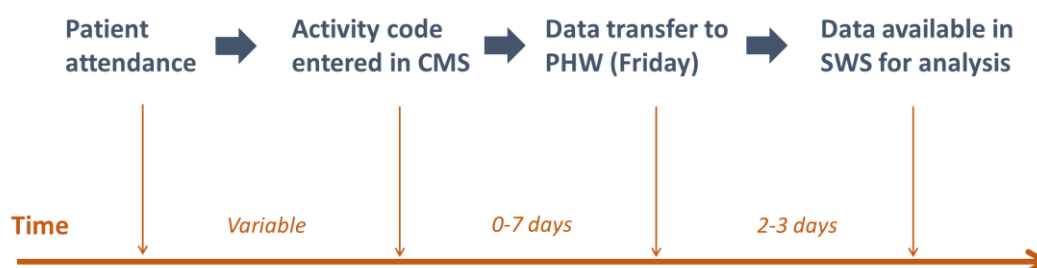 Patient
attendance
Activity code
entered in CMS
Data transfer to
PHW (Friday)
Data available in
SWS for analysis
Time
Variable
0-7 days
2-3 days